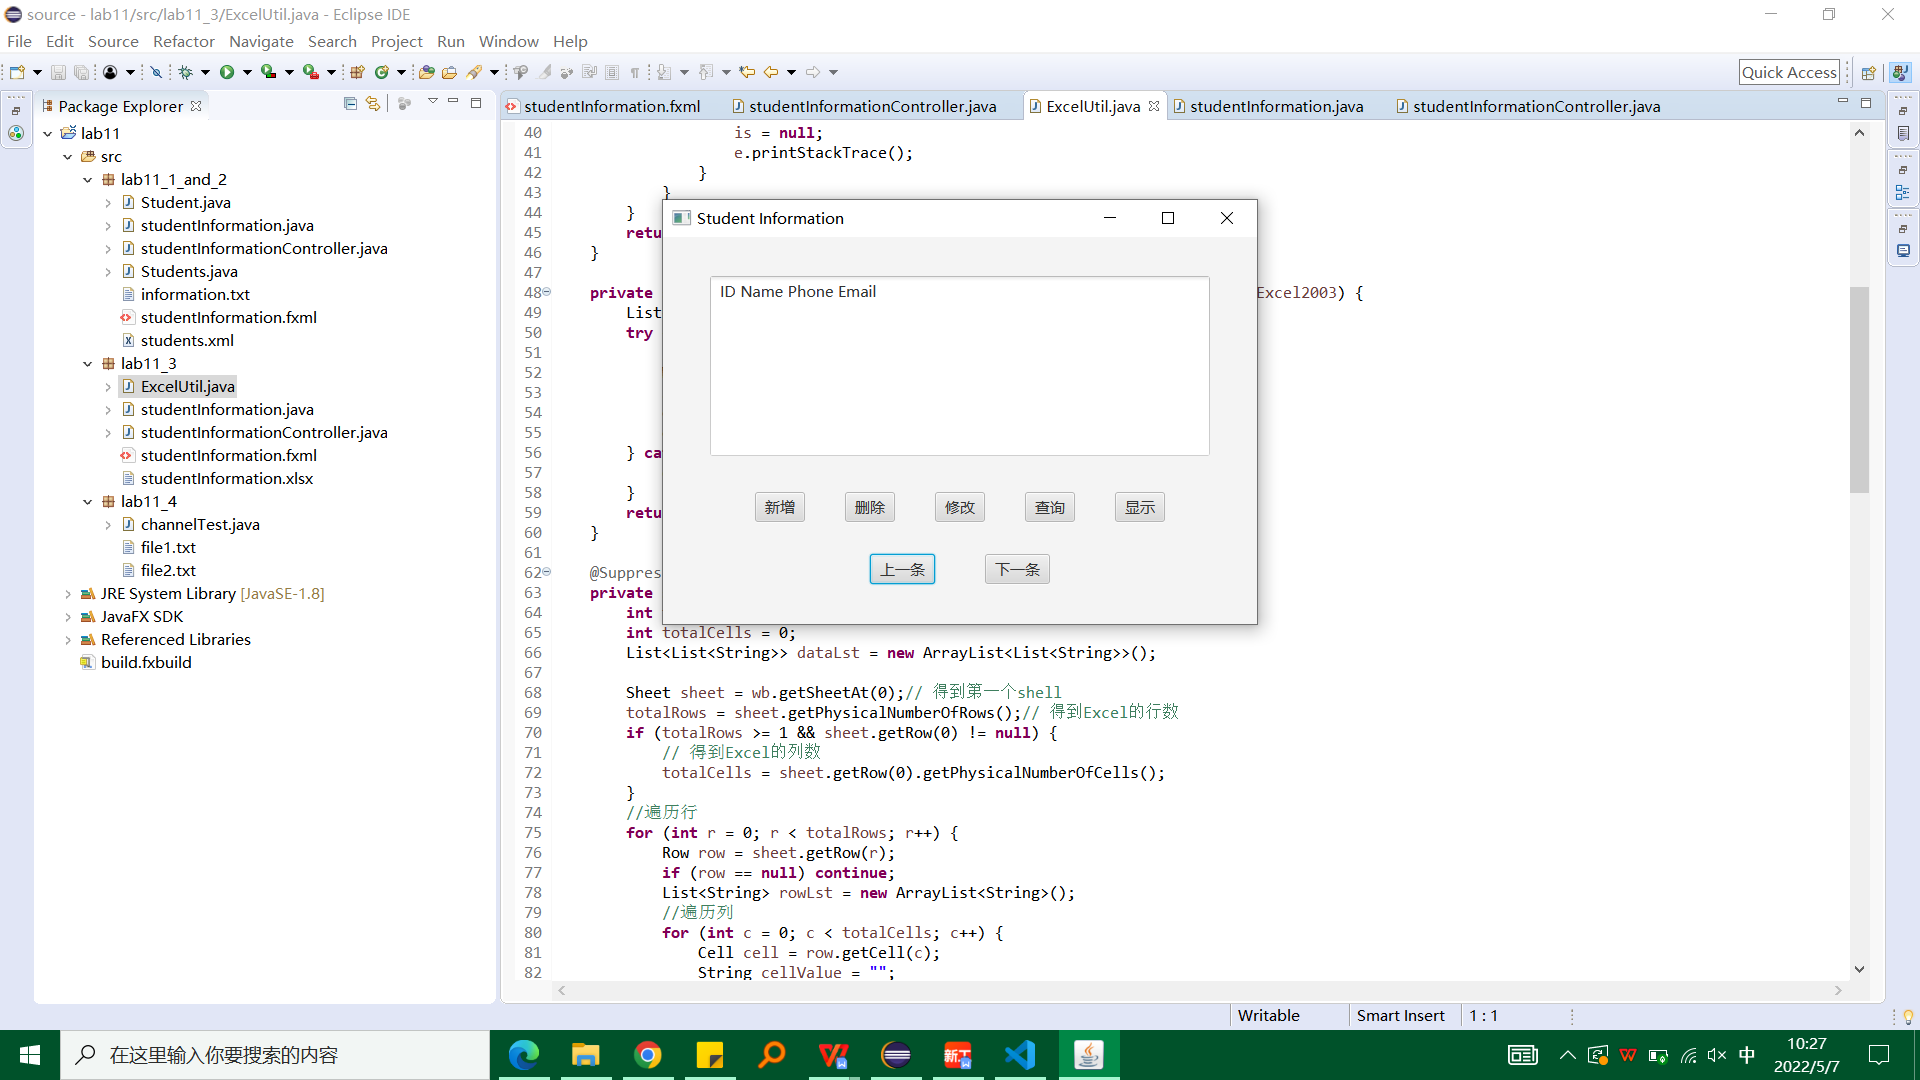 source - lab11/src/lab11_3/ExcelUtil.java - Eclipse IDE
File Edit Source Refactor Navigate Search Project Run Window Help
Quick Access
Package Explorer
studentInformation.fxml studentInformationController.java ExcelUtil.java studentInformation.java studentInformationController.java
lab11
src
lab11_1_and_2
Student.java
studentInformation.java
studentInformationController.java
Students.java
information.txt
studentInformation.fxml
students.xml
lab11_3
ExcelUtil.java
studentInformation.java
studentInformationController.java
studentInformation.fxml
studentInformation.xlsx
lab11_4
channelTest.java
file1.txt
file2.txt
JRE System Library [JavaSE-1.8]
JavaFX SDK
Referenced Libraries
build.fxbuild
40 is = null;
41 e.printStackTrace();
42 }
43 }
44 }
45 retu
46 }
47
48 private Excel2003) {
49 List
50 try
51
52
53
54
55
56 } ca
57
58 }
59 retu
60 }
61
62 @Suppres
63 private
64 int
65 int totalCells = 0;
66 List<List<String>> dataLst = new ArrayList<List<String>>();
67
68 Sheet sheet = wb.getSheetAt(0);// 得到第一个shell
69 totalRows = sheet.getPhysicalNumberOfRows();// 得到Excel的行数
70 if (totalRows >= 1 && sheet.getRow(0) != null) {
71 // 得到Excel的列数
72 totalCells = sheet.getRow(0).getPhysicalNumberOfCells();
73 }
74 //遍历行
75 for (int r = 0; r < totalRows; r++) {
76 Row row = sheet.getRow(r);
77 if (row == null) continue;
78 List<String> rowLst = new ArrayList<String>();
79 //遍历列
80 for (int c = 0; c < totalCells; c++) {
81 Cell cell = row.getCell(c);
82 String cellValue = "";
Student Information
ID Name Phone Email
新增 删除 修改 查询 显示
上一条 下一条
Writable Smart Insert 1 : 1
在这里输入你要搜索的内容
中
10:27
2022/5/7